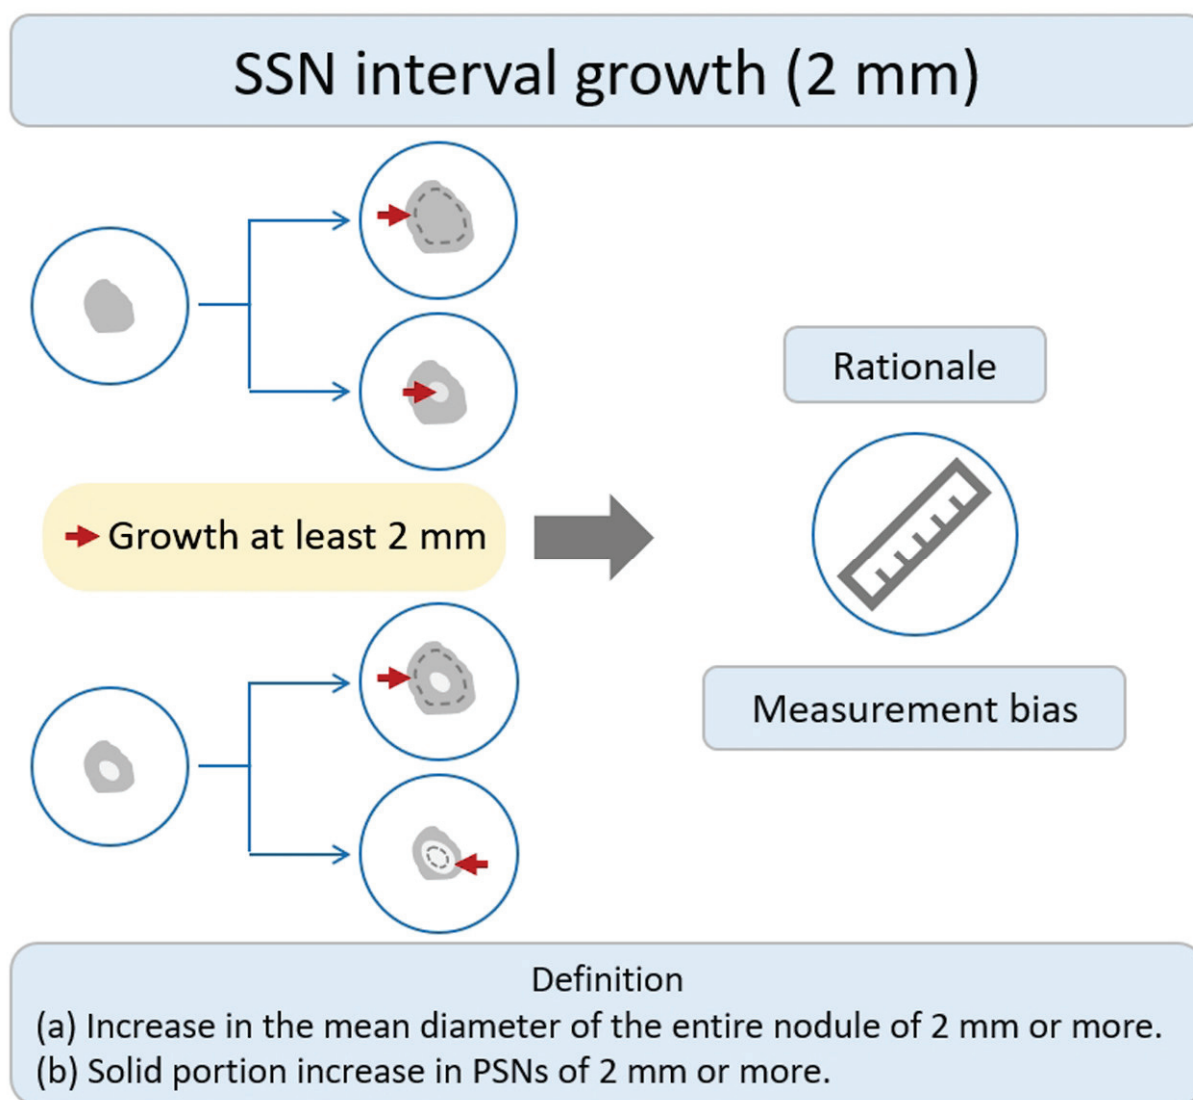 SSN interval growth (2 mm)
Rationale
Growth at least 2 mm
Measurement bias
Definition
(a) Increase in the mean diameter of the entire nodule of 2 mm or more.
(b) Solid portion increase in PSNs of 2 mm or more.